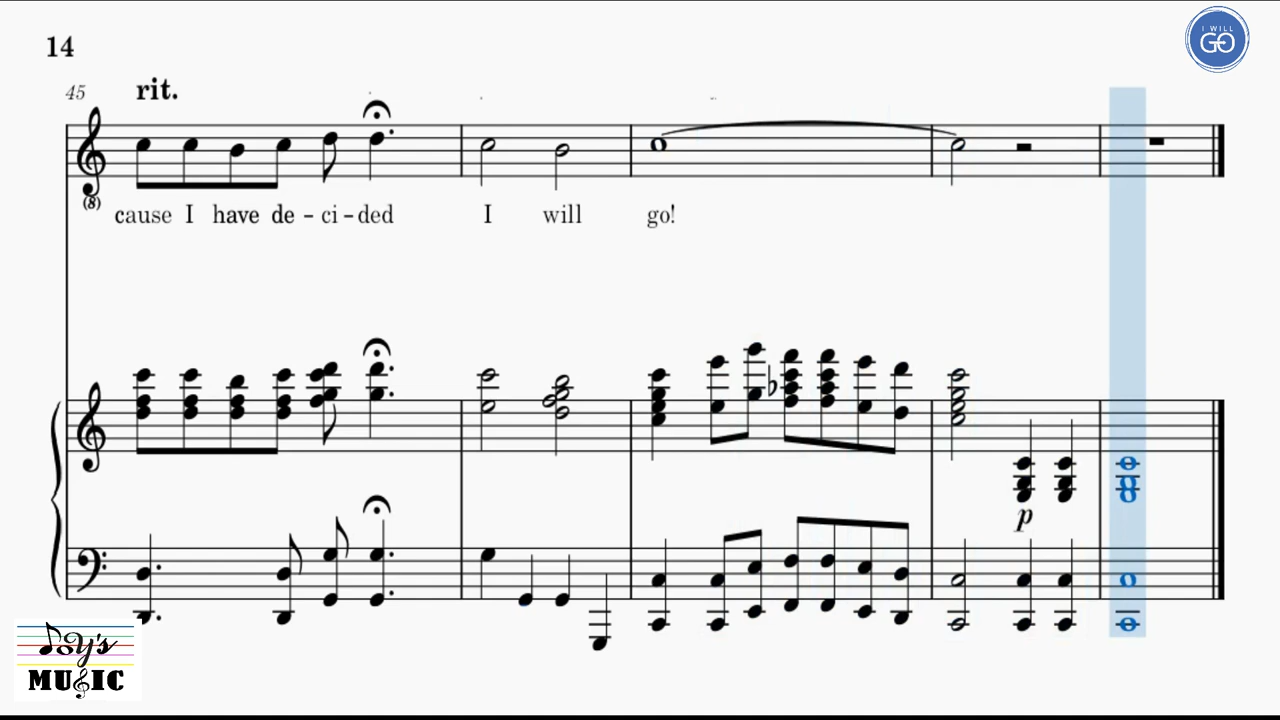 14
I WILL
GO
45 rit.
(8)
cause I have de - ci - ded I will go!
p
Joy's
MUSIC